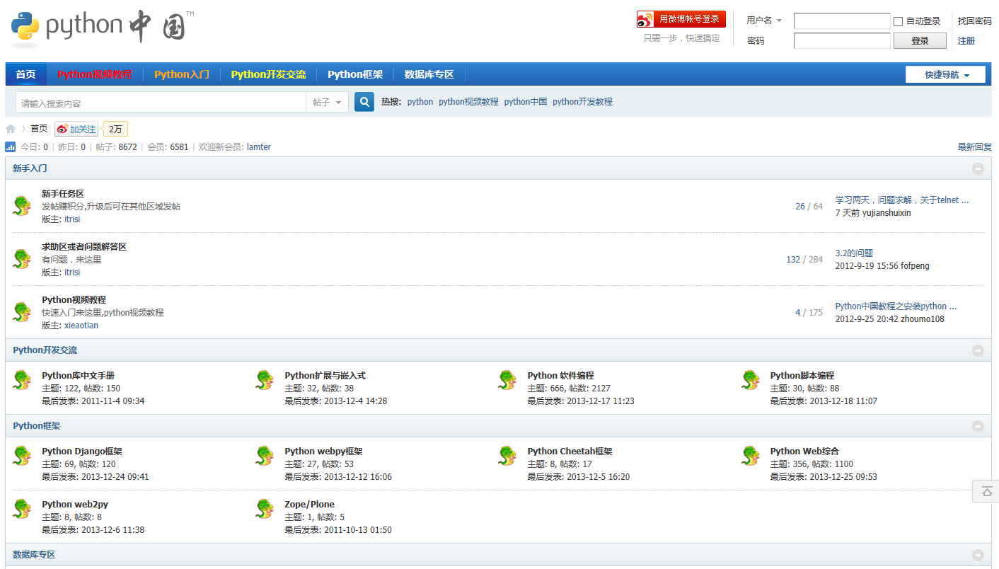 python 中国 TM
用微博帐号登录
只需一步，快速搞定
用户名
自动登录
找回密码
密码
登录
注册
首页 Python视频教程 Python入门 Python开发交流 Python框架 数据库专区 快捷导航
请输入搜索内容 帖子 热搜: python python视频教程 python中国 python开发教程
首页 加关注 2万
今日: 0 | 昨日: 0 | 帖子: 8672 | 会员: 6581 | 欢迎新会员: lamter 最新回复
新手入门
新手任务区
发帖赚积分,升级后可在其他区域发帖
版主: itrisi
26 / 64
学习两天，问题求解，关于telnet ...
7 天前 yujianshuixin
求助区或者问题解答区
有问题，来这里
版主: itrisi
132 / 284
3.2的问题
2012-9-19 15:56 fofpeng
Python视频教程
快速入门来这里,python视频教程
版主: xieaotian
4 / 175
Python中国教程之安装python ...
2012-9-25 20:42 zhoumo108
Python开发交流
Python库中文手册
主题: 122, 帖数: 150
最后发表: 2011-11-4 09:34
Python扩展与嵌入式
主题: 32, 帖数: 38
最后发表: 2013-12-4 14:28
Python 软件编程
主题: 666, 帖数: 2127
最后发表: 2013-12-17 11:23
Python脚本编程
主题: 30, 帖数: 88
最后发表: 2013-12-18 11:07
Python框架
Python Django框架
主题: 69, 帖数: 120
最后发表: 2013-12-24 09:41
Python webpy框架
主题: 27, 帖数: 53
最后发表: 2013-12-12 16:06
Python Cheetah框架
主题: 8, 帖数: 17
最后发表: 2013-12-5 16:20
Python Web综合
主题: 356, 帖数: 1100
最后发表: 2013-12-25 09:53
Python web2py
主题: 8, 帖数: 8
最后发表: 2013-12-6 11:38
Zope/Plone
主题: 1, 帖数: 5
最后发表: 2011-10-13 01:50
数据库专区